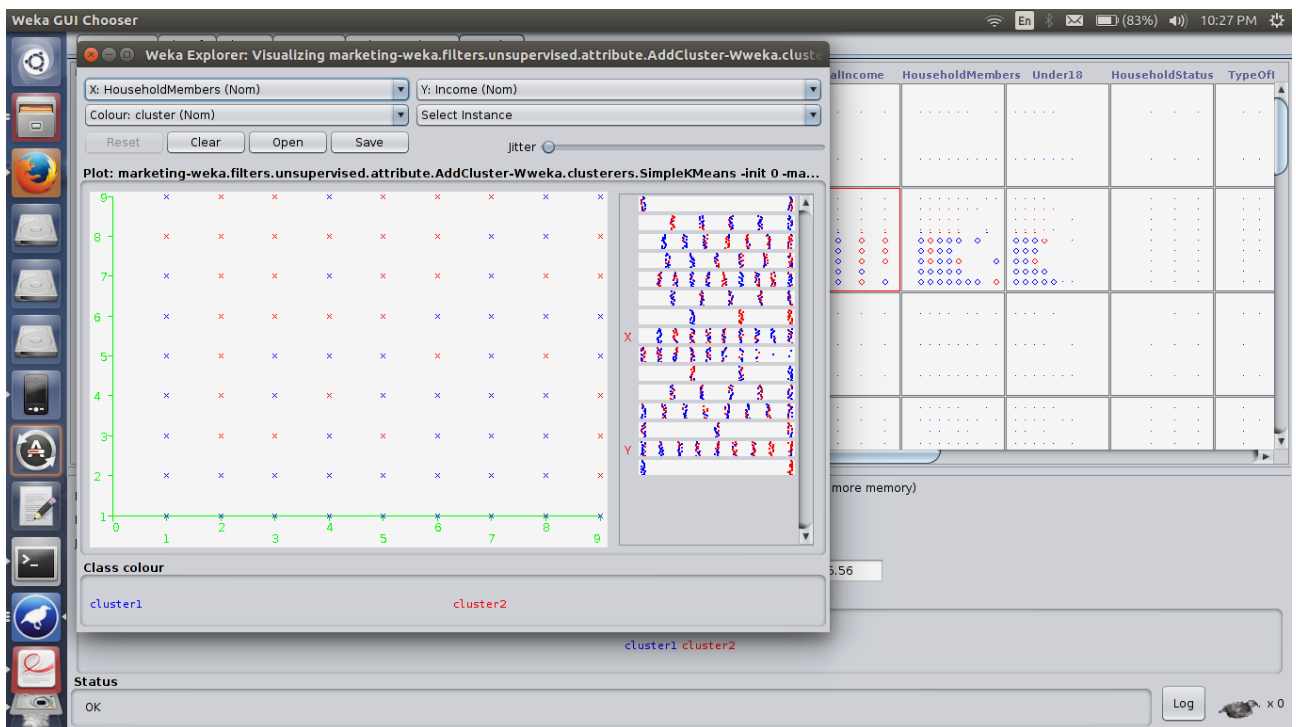 Weka GUI Chooser
En (83%) 10:27 PM
Weka Explorer: Visualizing marketing-weka.filters.unsupervised.attribute.AddCluster-Wweka.cluste
X: HouseholdMembers (Nom) Y: Income (Nom)
Colour: cluster (Nom) Select Instance
Reset Clear Open Save Jitter
Plot: marketing-weka.filters.unsupervised.attribute.AddCluster-Wweka.clusterers.SimpleKMeans -init 0 -ma...
9
8
7
6
5
4
3
2
1
0 2 4 6 8
1 3 5 7 9
X
Y
Class colour
cluster1 cluster2
alIncome HouseholdMembers Under18 HouseholdStatus TypeOfI
more memory)
5.56
cluster1 cluster2
Status
OK
Log x 0